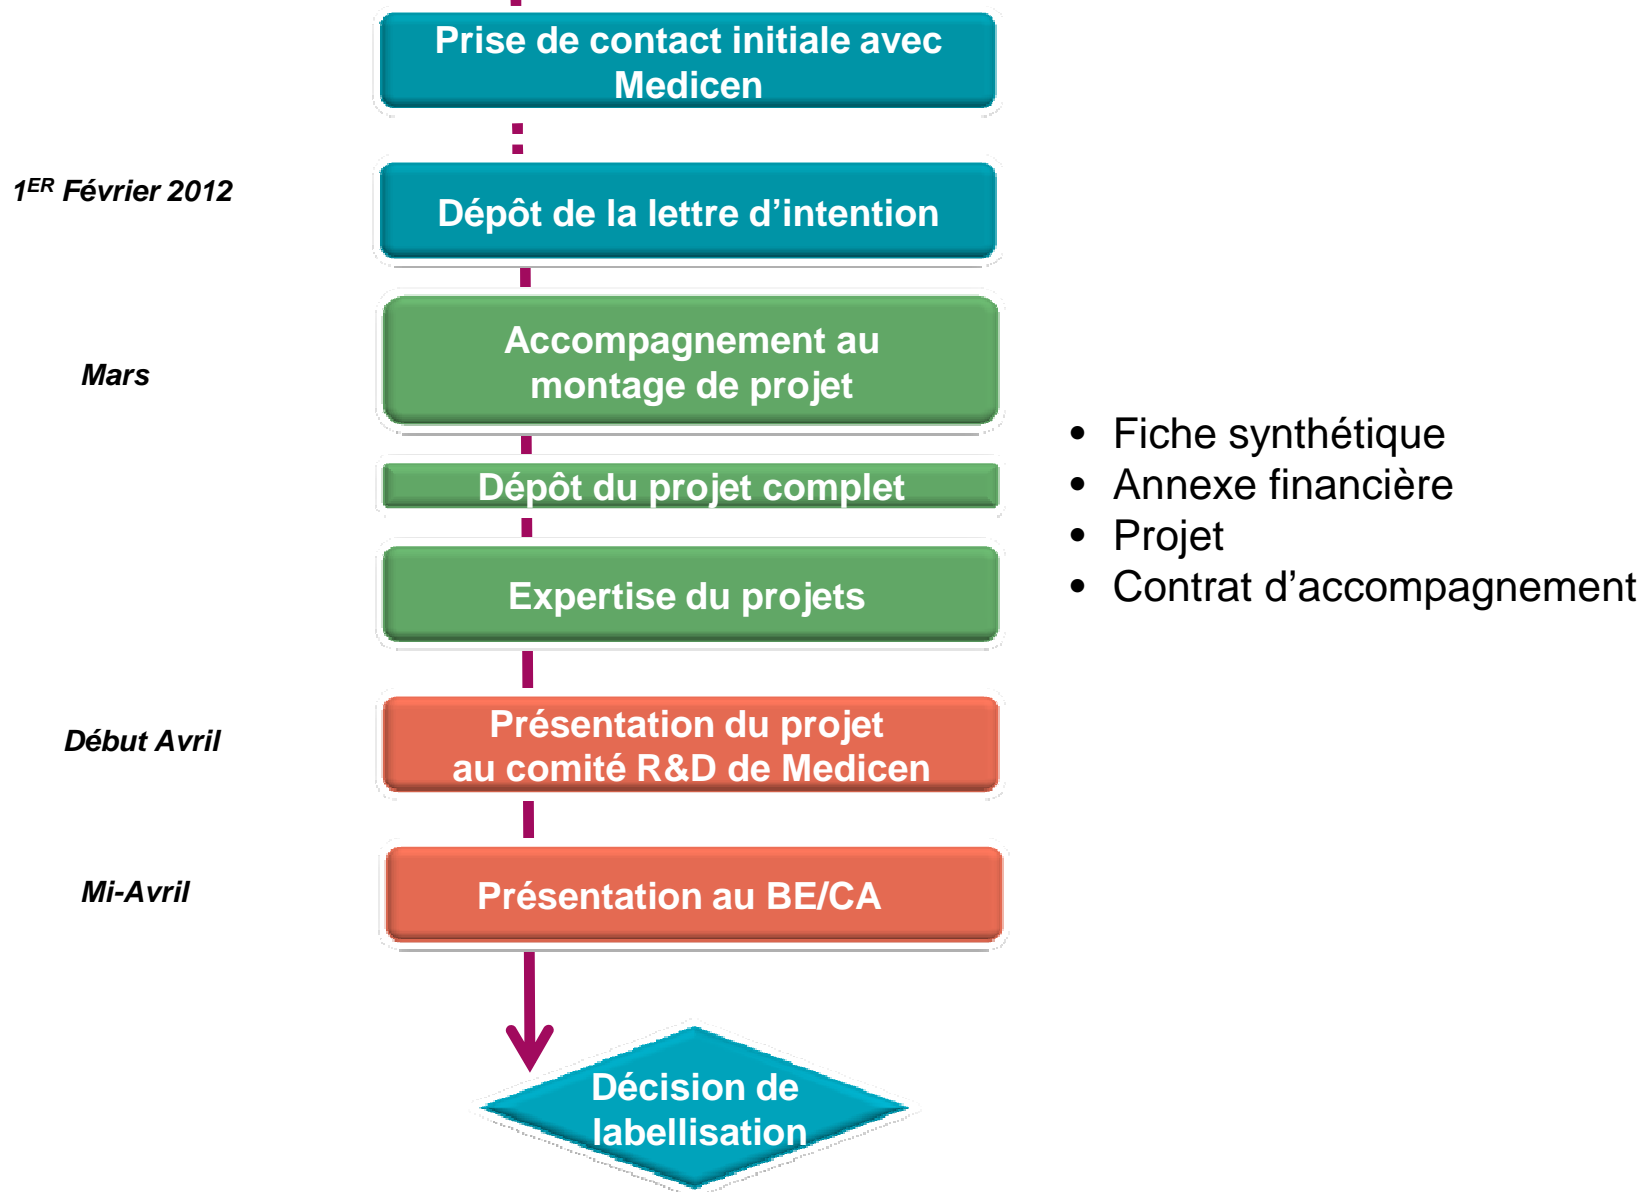 Prise de contact initiale avec
Medicen
1ER Février 2012
Dépôt de la lettre d’intention
Accompagnement au
montage de projet
Mars
Dépôt du projet complet
• Fiche synthétique
• Annexe financière
• Projet
• Contrat d’accompagnement
Expertise du projets
Début Avril
Présentation du projet
au comité R&D de Medicen
Mi-Avril
Présentation au BE/CA
Décision de
labellisation